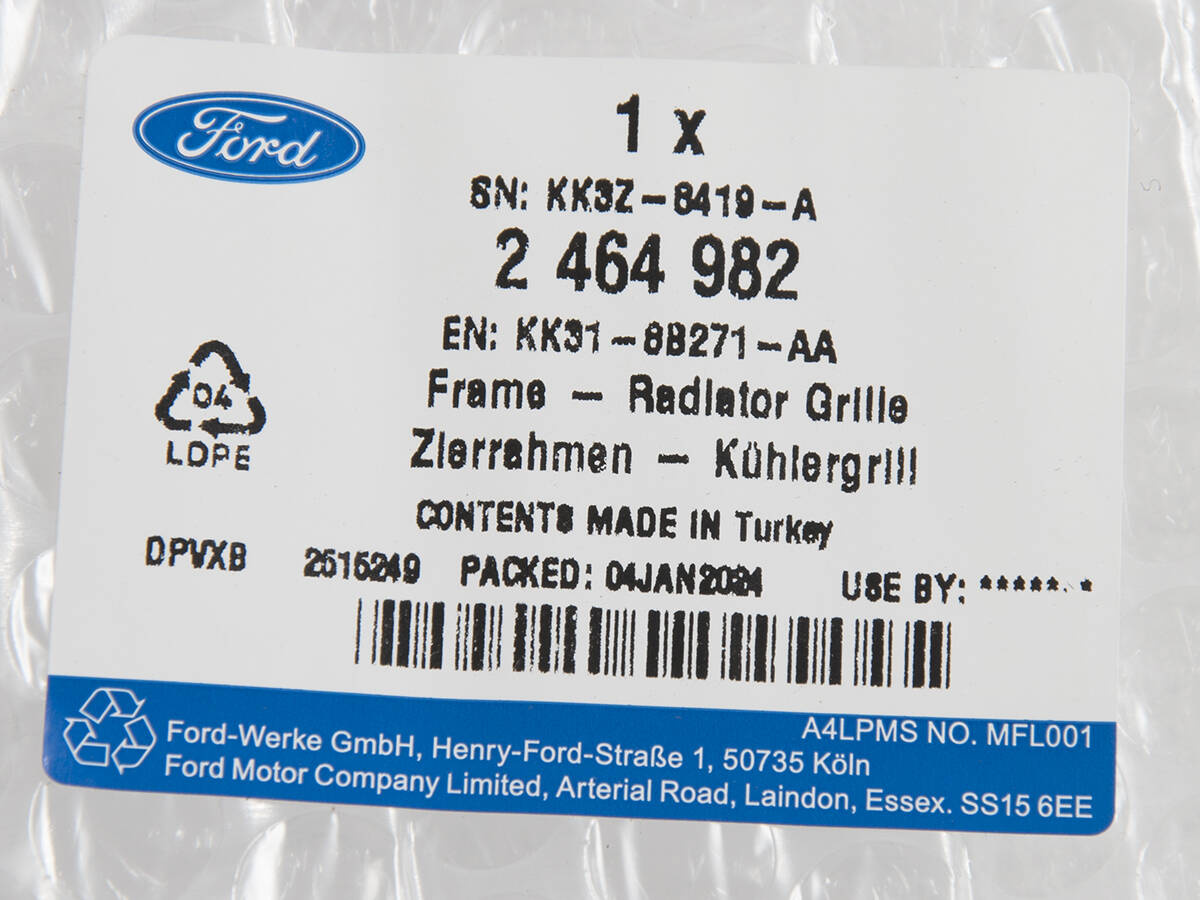 Ford
1 x
SN: KK3Z-8419-A
2 464 982
EN: KK31-8B271-AA
Frame - Radiator Grille
Zierrahmen - Kühlergrill
04
LDPE
CONTENTS MADE IN Turkey
DPVXB 2515249 PACKED: 04JAN2024 USE BY: *******
A4LPMS NO. MFL001
Ford-Werke GmbH, Henry-Ford-Straße 1, 50735 Köln
Ford Motor Company Limited, Arterial Road, Laindon, Essex. SS15 6EE